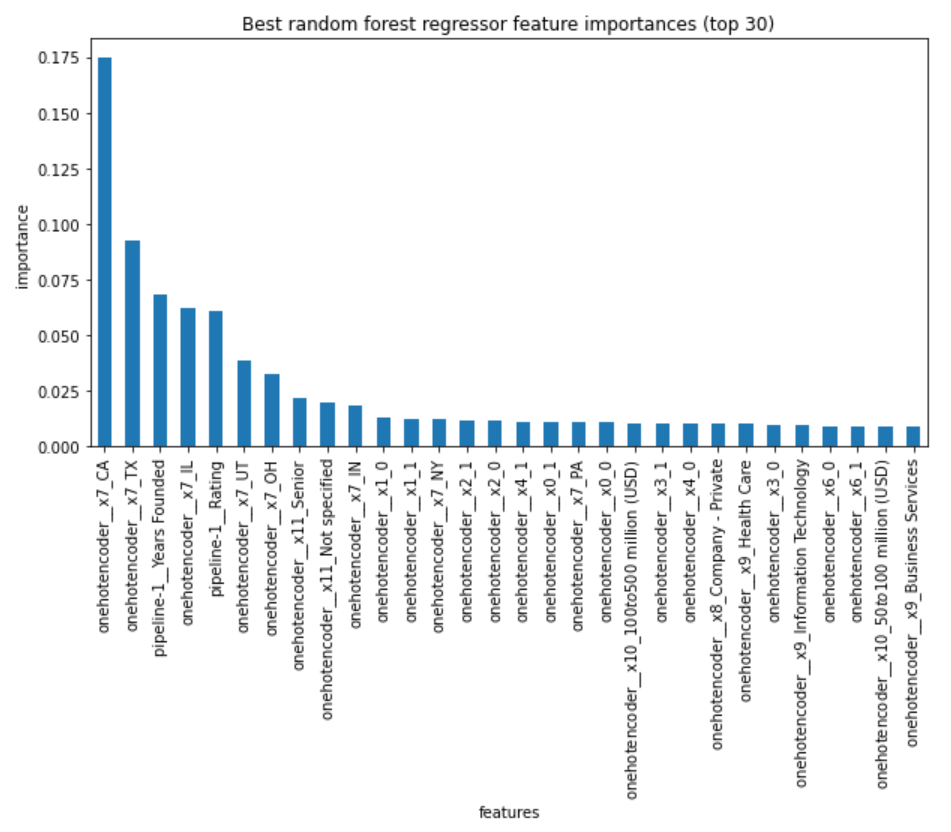 Best random forest regressor feature importances (top 30)
0.175
0.150
0.125
0.100
0.075
0.050
0.025
0.000
importance
onehotencoder__x7_CA
onehotencoder__x7_TX
pipeline-1__Years Founded
onehotencoder__x7_IL
pipeline-1__Rating
onehotencoder__x7_UT
onehotencoder__x7_OH
onehotencoder__x11_Senior
onehotencoder__x11_Not specified
onehotencoder__x7_IN
onehotencoder__x1_0
onehotencoder__x1_1
onehotencoder__x7_NY
onehotencoder__x2_1
onehotencoder__x2_0
onehotencoder__x4_1
onehotencoder__x0_1
onehotencoder__x7_PA
onehotencoder__x0_0
onehotencoder__x10_100to500 million (USD)
onehotencoder__x3_1
onehotencoder__x4_0
onehotencoder__x8_Company - Private
onehotencoder__x9_Health Care
onehotencoder__x3_0
onehotencoder__x9_Information Technology
onehotencoder__x6_0
onehotencoder__x6_1
onehotencoder__x10_50to100 million (USD)
onehotencoder__x9_Business Services
features